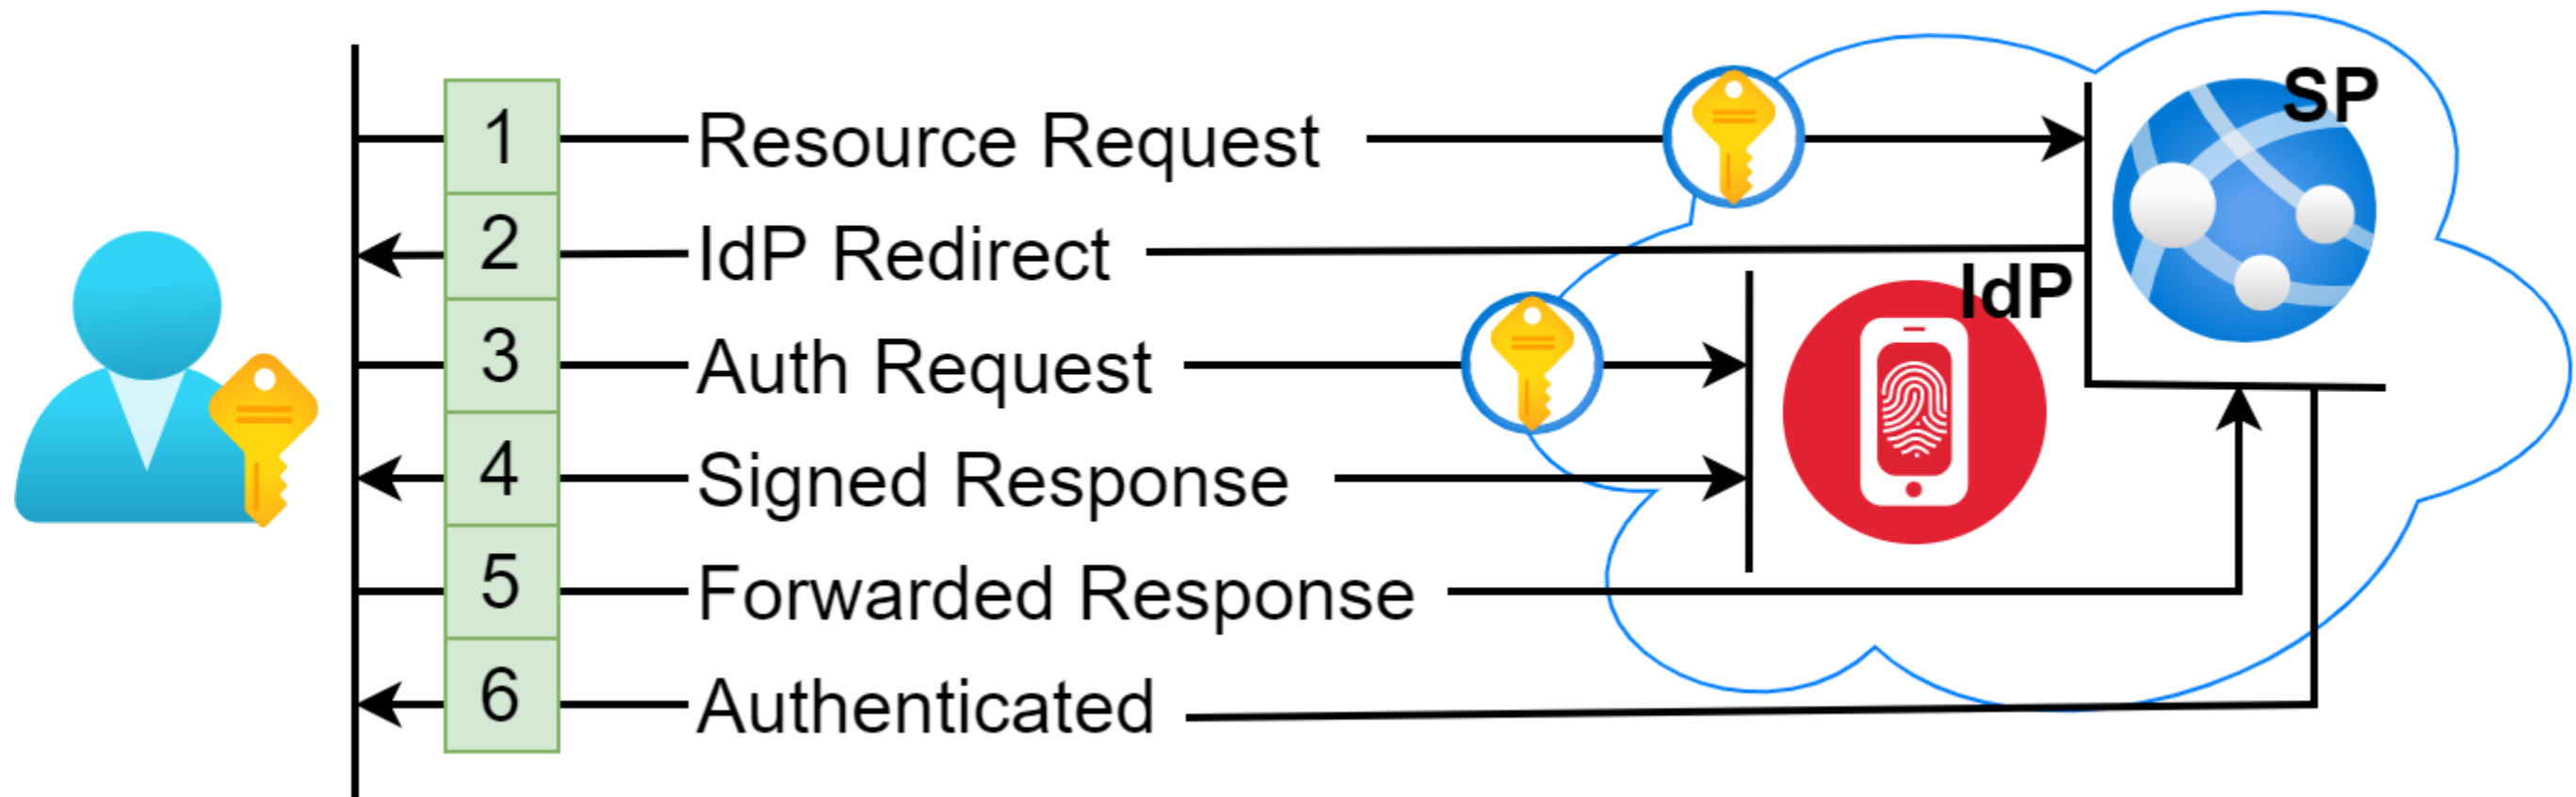 SP
1 Resource Request
2 IdP Redirect
IdP
3 Auth Request
4 Signed Response
5 Forwarded Response
6 Authenticated